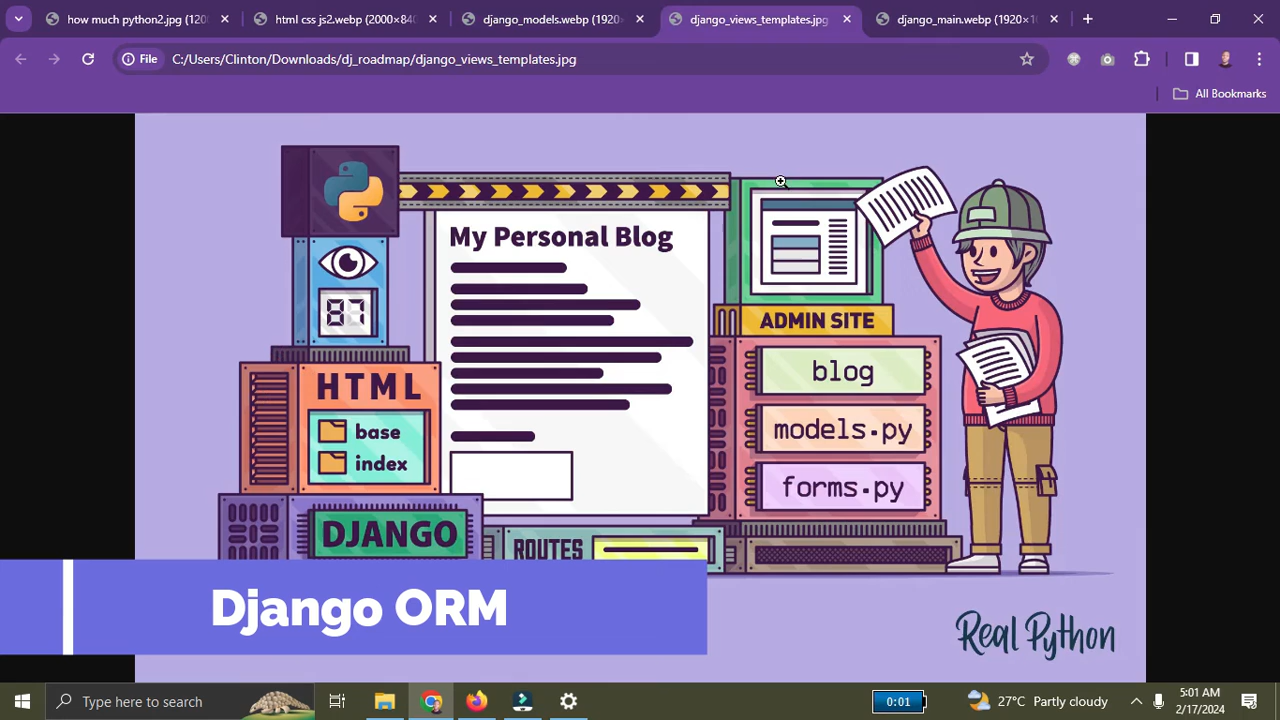 how much python2.jpg (120
html css js2.webp (2000×840
django_models.webp (1920×
django_views_templates.jpg
django_main.webp (1920×10
File
C:/Users/Clinton/Downloads/dj_roadmap/django_views_templates.jpg
All Bookmarks
My Personal Blog
87
HTML
base
index
DJANGO
ROUTES
ADMIN SITE
blog
models.py
forms.py
Django ORM
Real Python
Type here to search
0:01
27°C Partly cloudy
5:01 AM
2/17/2024